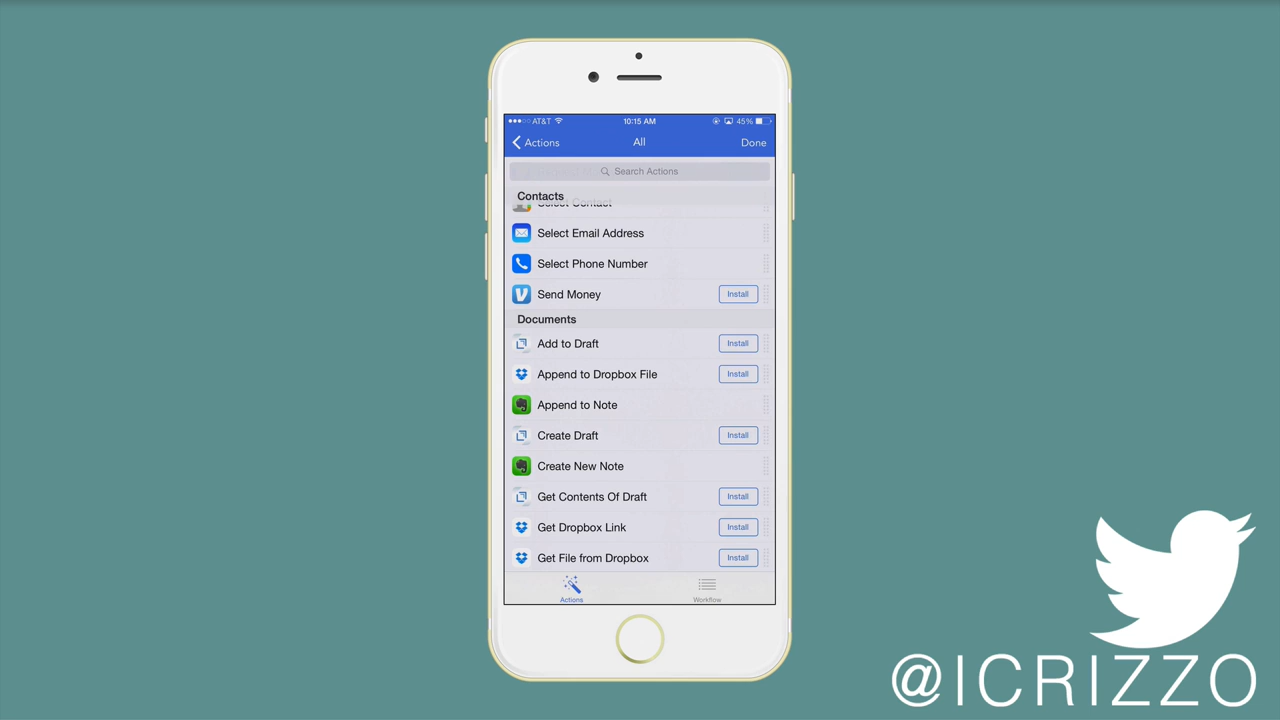 AT&T 10:15 AM 45%
Actions All Done
Search Actions
Contacts
Select Contact
Select Email Address
Select Phone Number
Send Money Install
Documents
Add to Draft Install
Append to Dropbox File Install
Append to Note
Create Draft Install
Create New Note
Get Contents Of Draft Install
Get Dropbox Link Install
Get File from Dropbox Install
Actions Workflow
@ICRIZZO